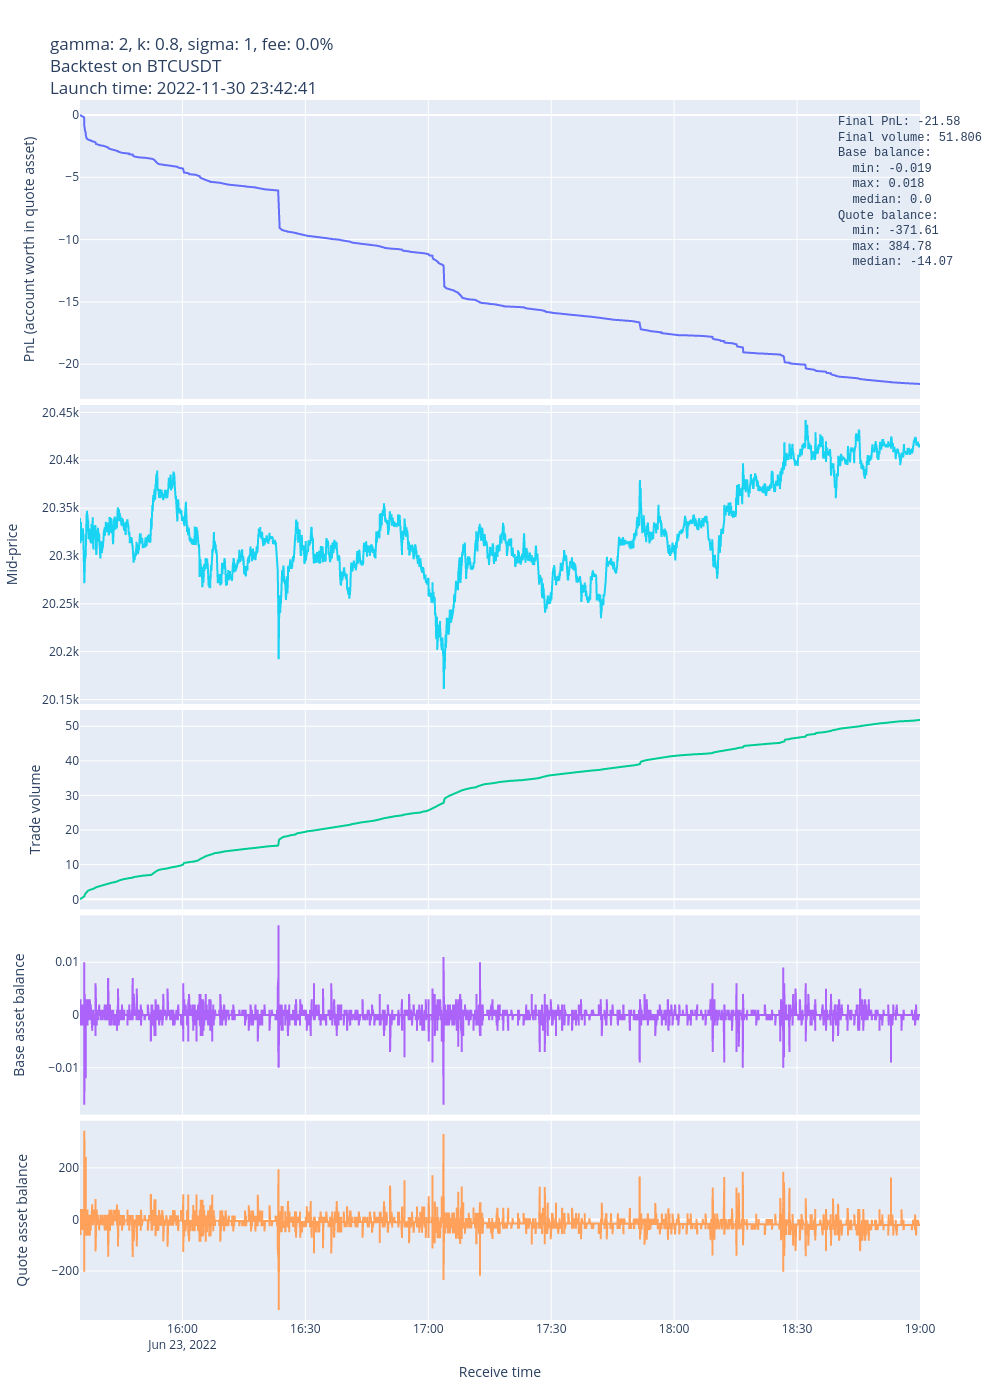 gamma: 2, k: 0.8, sigma: 1, fee: 0.0%
Backtest on BTCUSDT
Launch time: 2022-11-30 23:42:41
PnL (account worth in quote asset)
0
−5
−10
−15
−20
Final PnL: -21.58
Final volume: 51.806
Base balance:
min: -0.019
max: 0.018
median: 0.0
Quote balance:
min: -371.61
max: 384.78
median: -14.07
Mid-price
20.45k
20.4k
20.35k
20.3k
20.25k
20.2k
20.15k
Trade volume
50
40
30
20
10
0
Base asset balance
0.01
0
−0.01
Quote asset balance
200
0
−200
16:00 16:30 17:00 17:30 18:00 18:30 19:00
Jun 23, 2022
Receive time